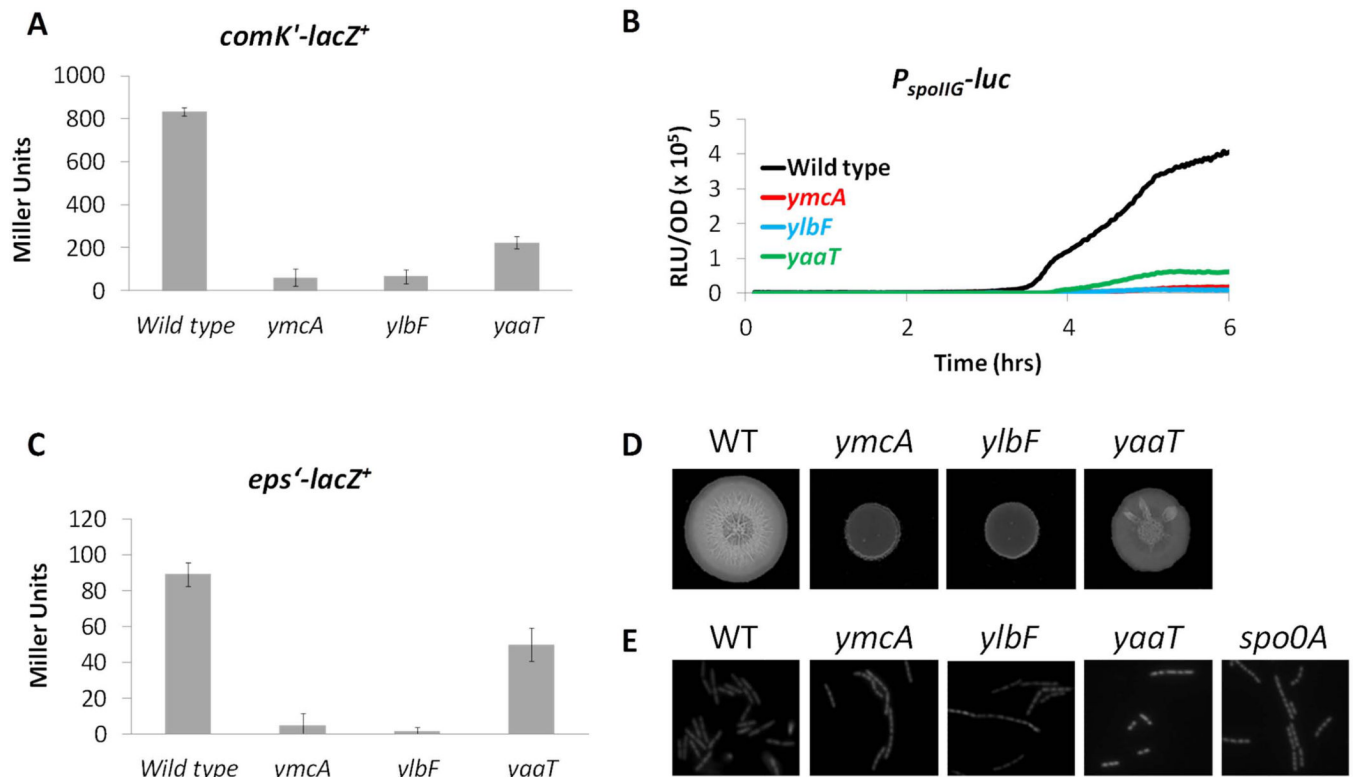 A
comK'-lacZ+
Miller Units
1000
800
600
400
200
0
Wild type ymcA ylbF yaaT
B
PspoIIG-luc
RLU/OD (x 10⁵)
5
4
3
2
1
0
Wild type
ymcA
ylbF
yaaT
0 2 4 6
Time (hrs)
C
eps‘-lacZ+
Miller Units
120
100
80
60
40
20
0
Wild type ymcA ylbF yaaT
D
WT ymcA ylbF yaaT
E
WT ymcA ylbF yaaT spo0A